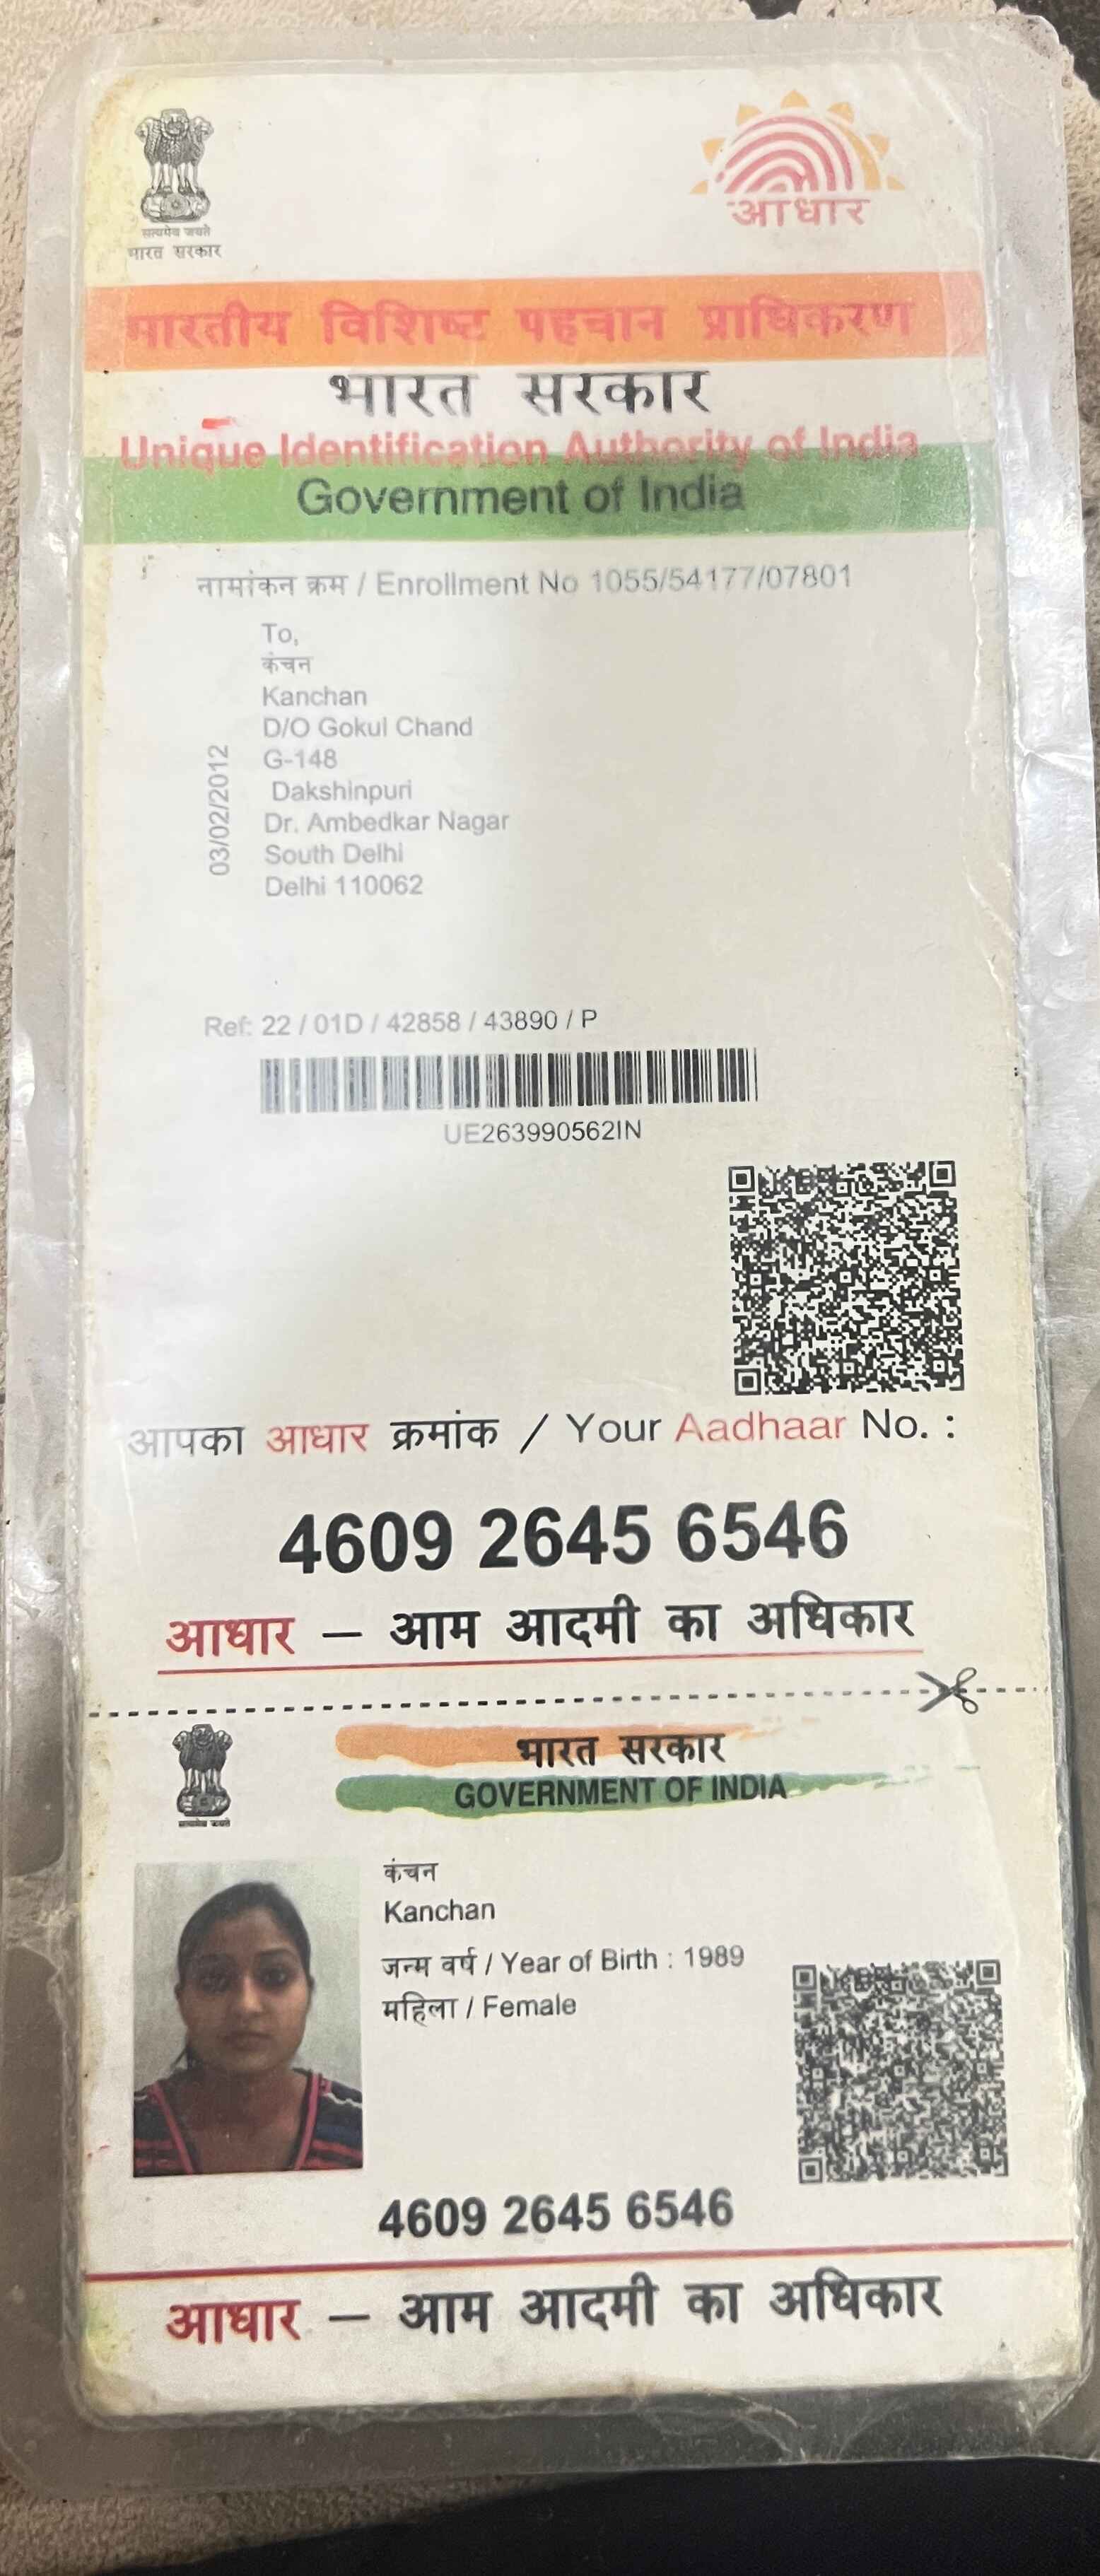 सत्यमेव जयते
भारत सरकार
आधार
भारतीय विशिष्ट पहचान प्राधिकरण
भारत सरकार
Unique Identification Authority of India
Government of India
नामांकन क्रम / Enrollment No 1055/54177/07801
To,
कंचन
Kanchan
D/O Gokul Chand
G-148
Dakshinpuri
Dr. Ambedkar Nagar
South Delhi
Delhi 110062
03/02/2012
Ref: 22 / 01D / 42858 / 43890 / P
UE263990562IN
आपका आधार क्रमांक / Your Aadhaar No. :
4609 2645 6546
आधार – आम आदमी का अधिकार
भारत सरकार
GOVERNMENT OF INDIA
सत्यमेव जयते
कंचन
Kanchan
जन्म वर्ष / Year of Birth : 1989
महिला / Female
4609 2645 6546
आधार – आम आदमी का अधिकार